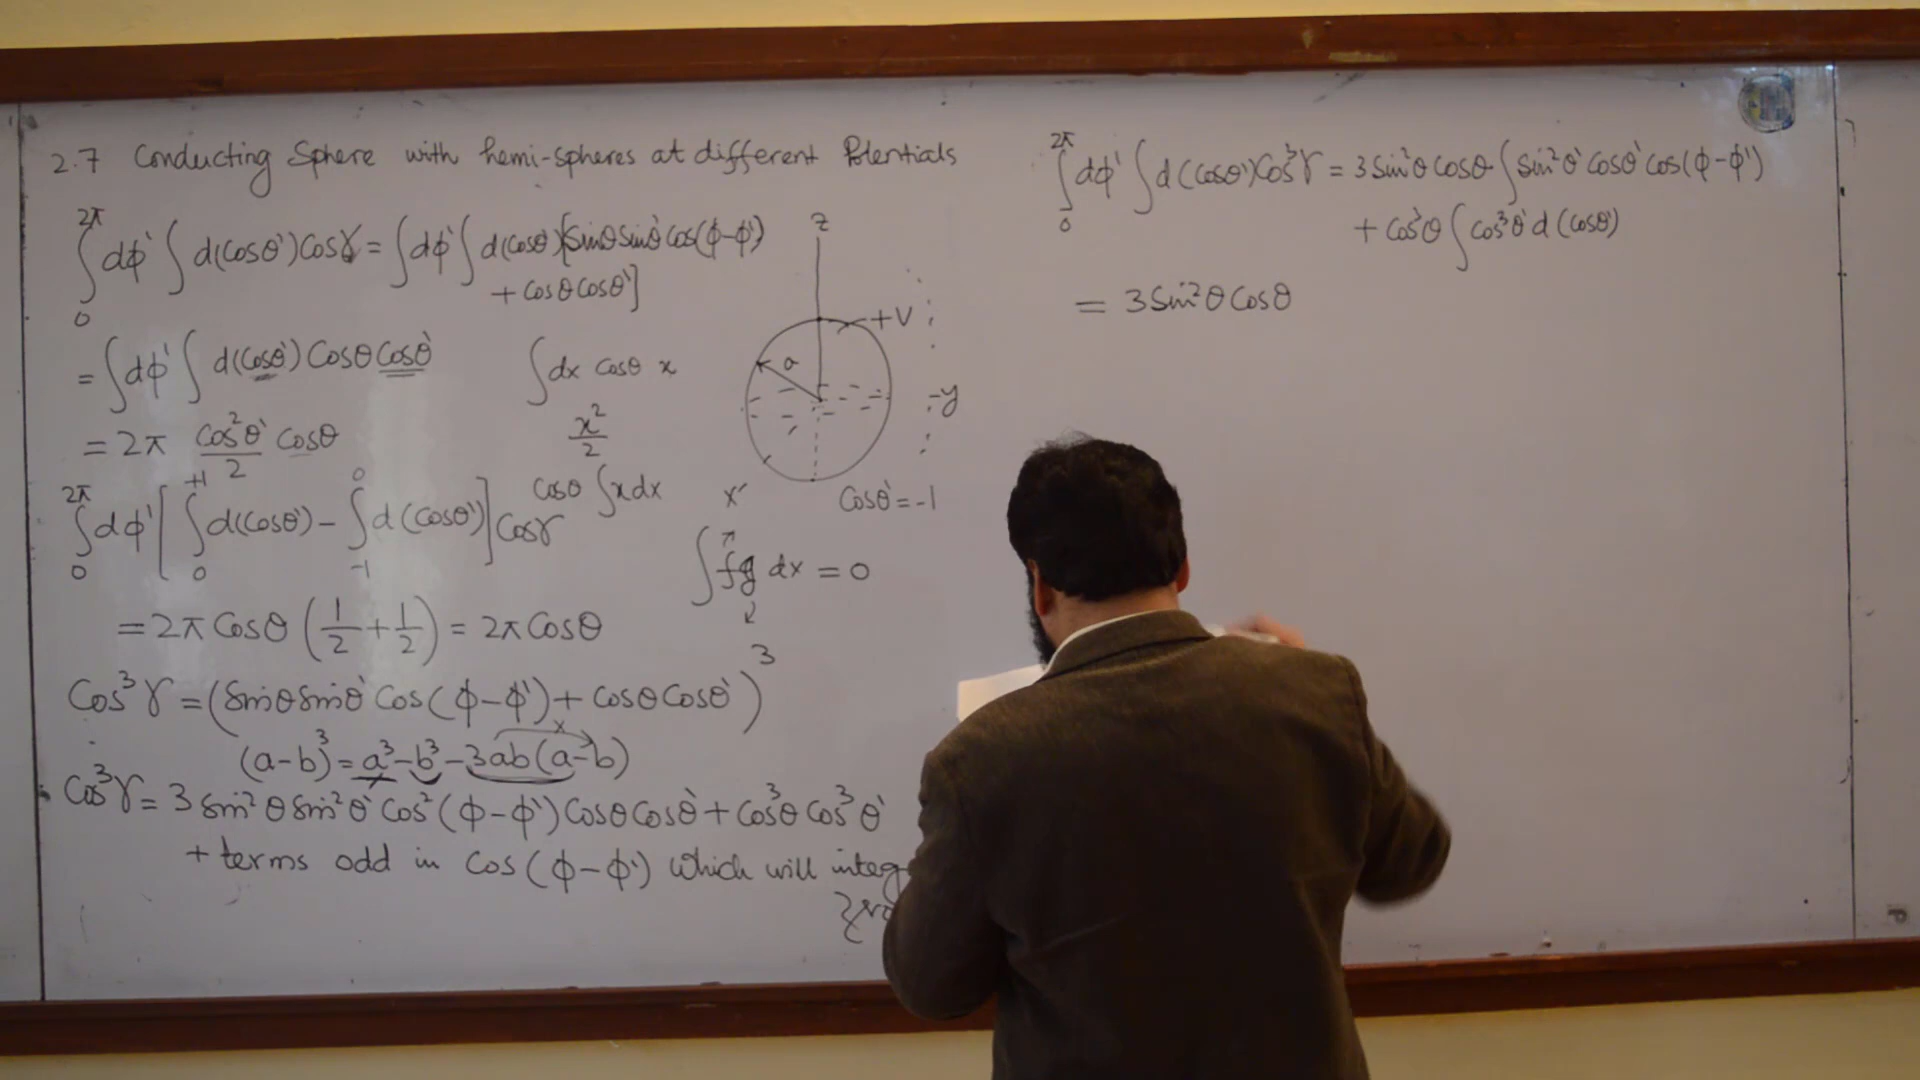 2.7 Conducting Sphere with hemi-spheres at different Potentials
∫₀^2π dφ' ∫ d(cosθ') cosγ = ∫dφ' ∫ d(cosθ')[sinθ sinθ' cos(φ-φ')
+ cosθ cosθ']
= ∫dφ' ∫ d(cosθ') Cosθ Cosθ'
∫dx cosθ x
= 2π cos²θ'/2 cosθ
x²/2
cosθ ∫x dx
∫₀^2π dφ' [∫₀^+1 d(cosθ') - ∫₋₁^0 d(cosθ')] cosγ
= 2π Cosθ (1/2 + 1/2) = 2π Cosθ
Cos³γ = (sinθ sinθ' Cos(φ-φ') + cosθ Cosθ')³
(a-b)³ = a³-b³-3ab(a-b)
Cos³γ = 3 sin²θ sin²θ' Cos²(φ-φ') Cosθ Cosθ' + Cos³θ Cos³θ'
+ terms odd in Cos(φ-φ') which will integ
z
+V
a
-y
x
Cosθ' = -1
∫fg dx = 0
∫₀^2π dφ' ∫ d(cosθ') Cos³γ = 3 Sin²θ Cosθ ∫ Sin²θ' Cosθ' cos(φ-φ')
+ Cos³θ ∫ cos³θ' d(cosθ')
= 3 Sin²θ Cosθ